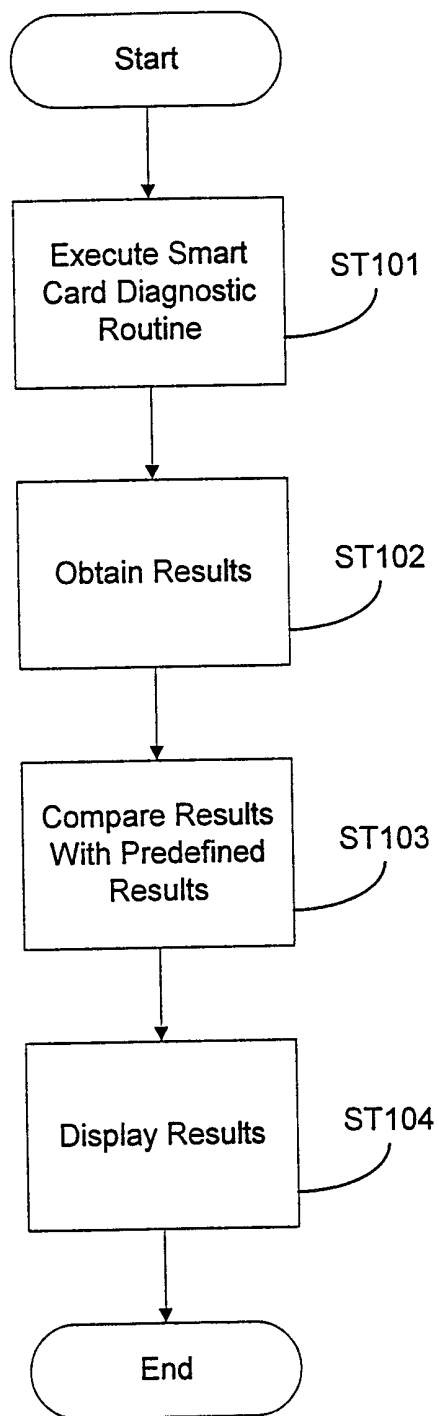 Start
Execute Smart
Card Diagnostic
Routine
ST101
Obtain Results
ST102
Compare Results
With Predefined
Results
ST103
Display Results
ST104
End